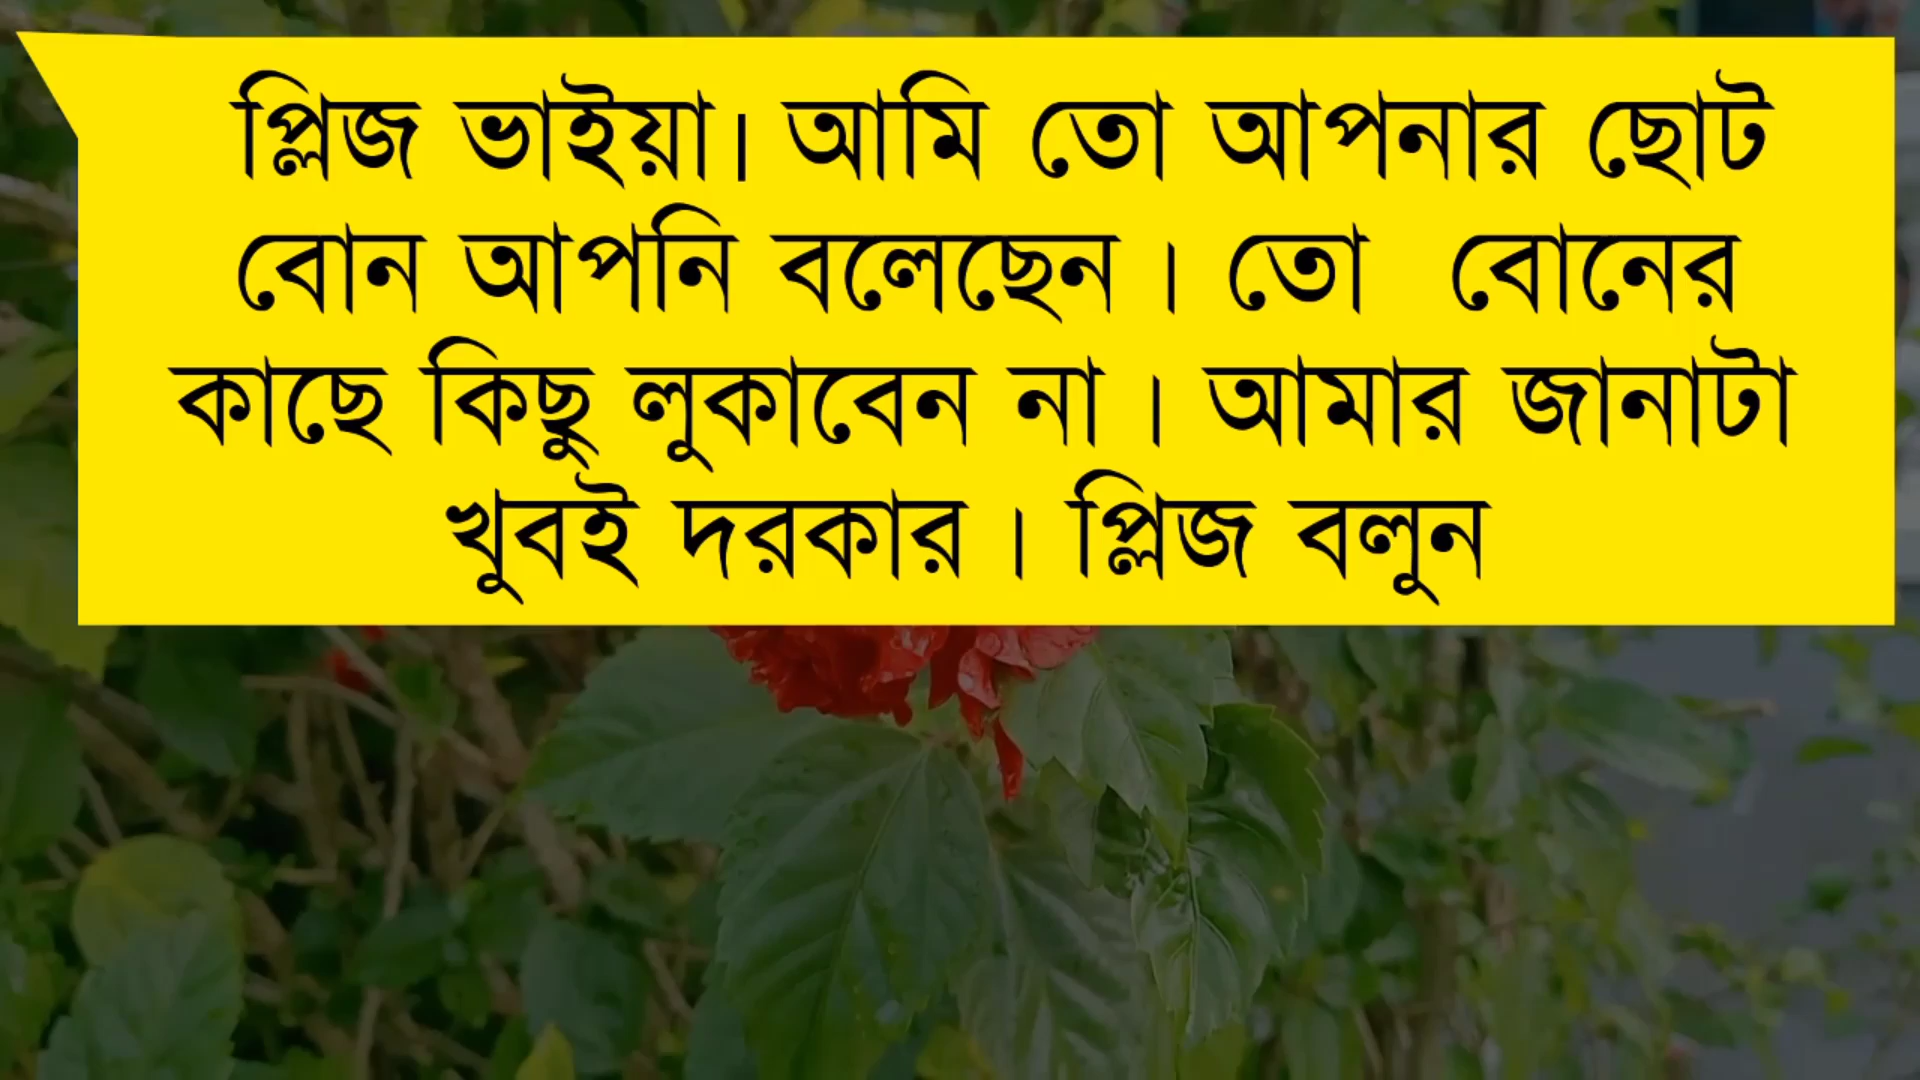 প্লিজ ভাইয়া। আমি তো আপনার ছোট
বোন আপনি বলেছেন । তো বোনের
কাছে কিছু লুকাবেন না । আমার জানাটা
খুবই দরকার । প্লিজ বলুন